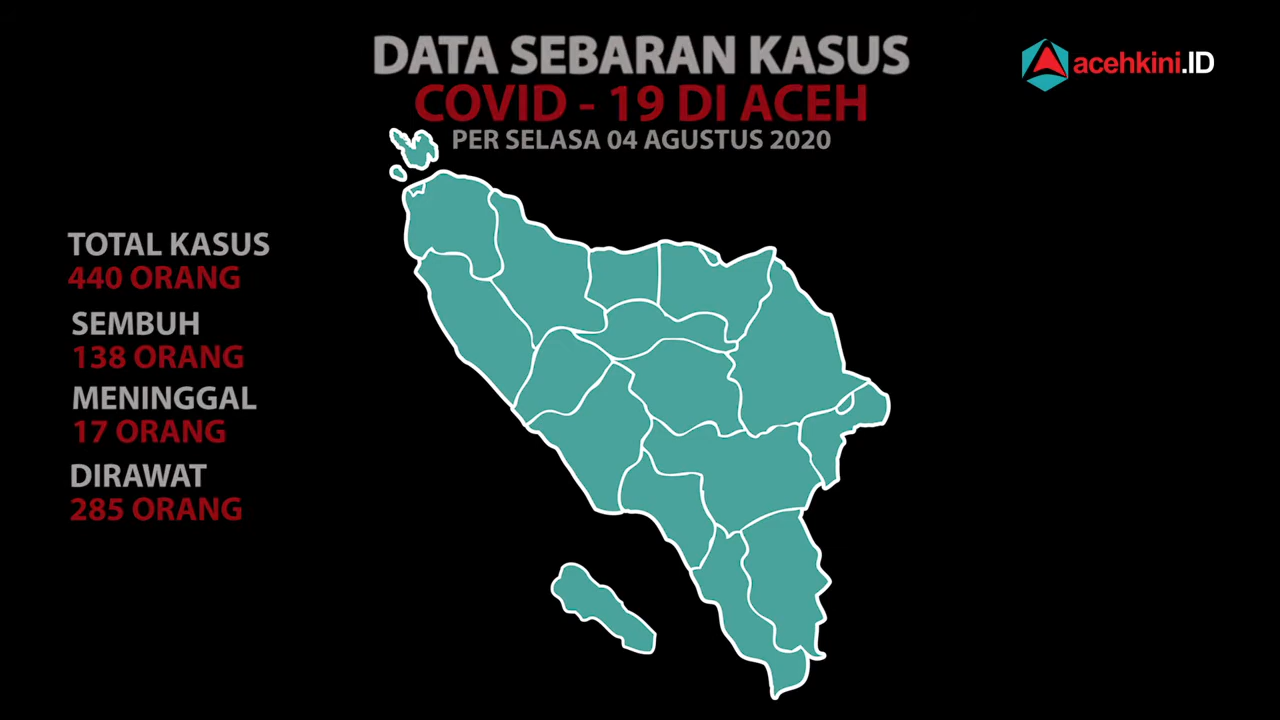 DATA SEBARAN KASUS
COVID - 19 DI ACEH
PER SELASA 04 AGUSTUS 2020
acehkini.ID
TOTAL KASUS
440 ORANG
SEMBUH
138 ORANG
MENINGGAL
17 ORANG
DIRAWAT
285 ORANG